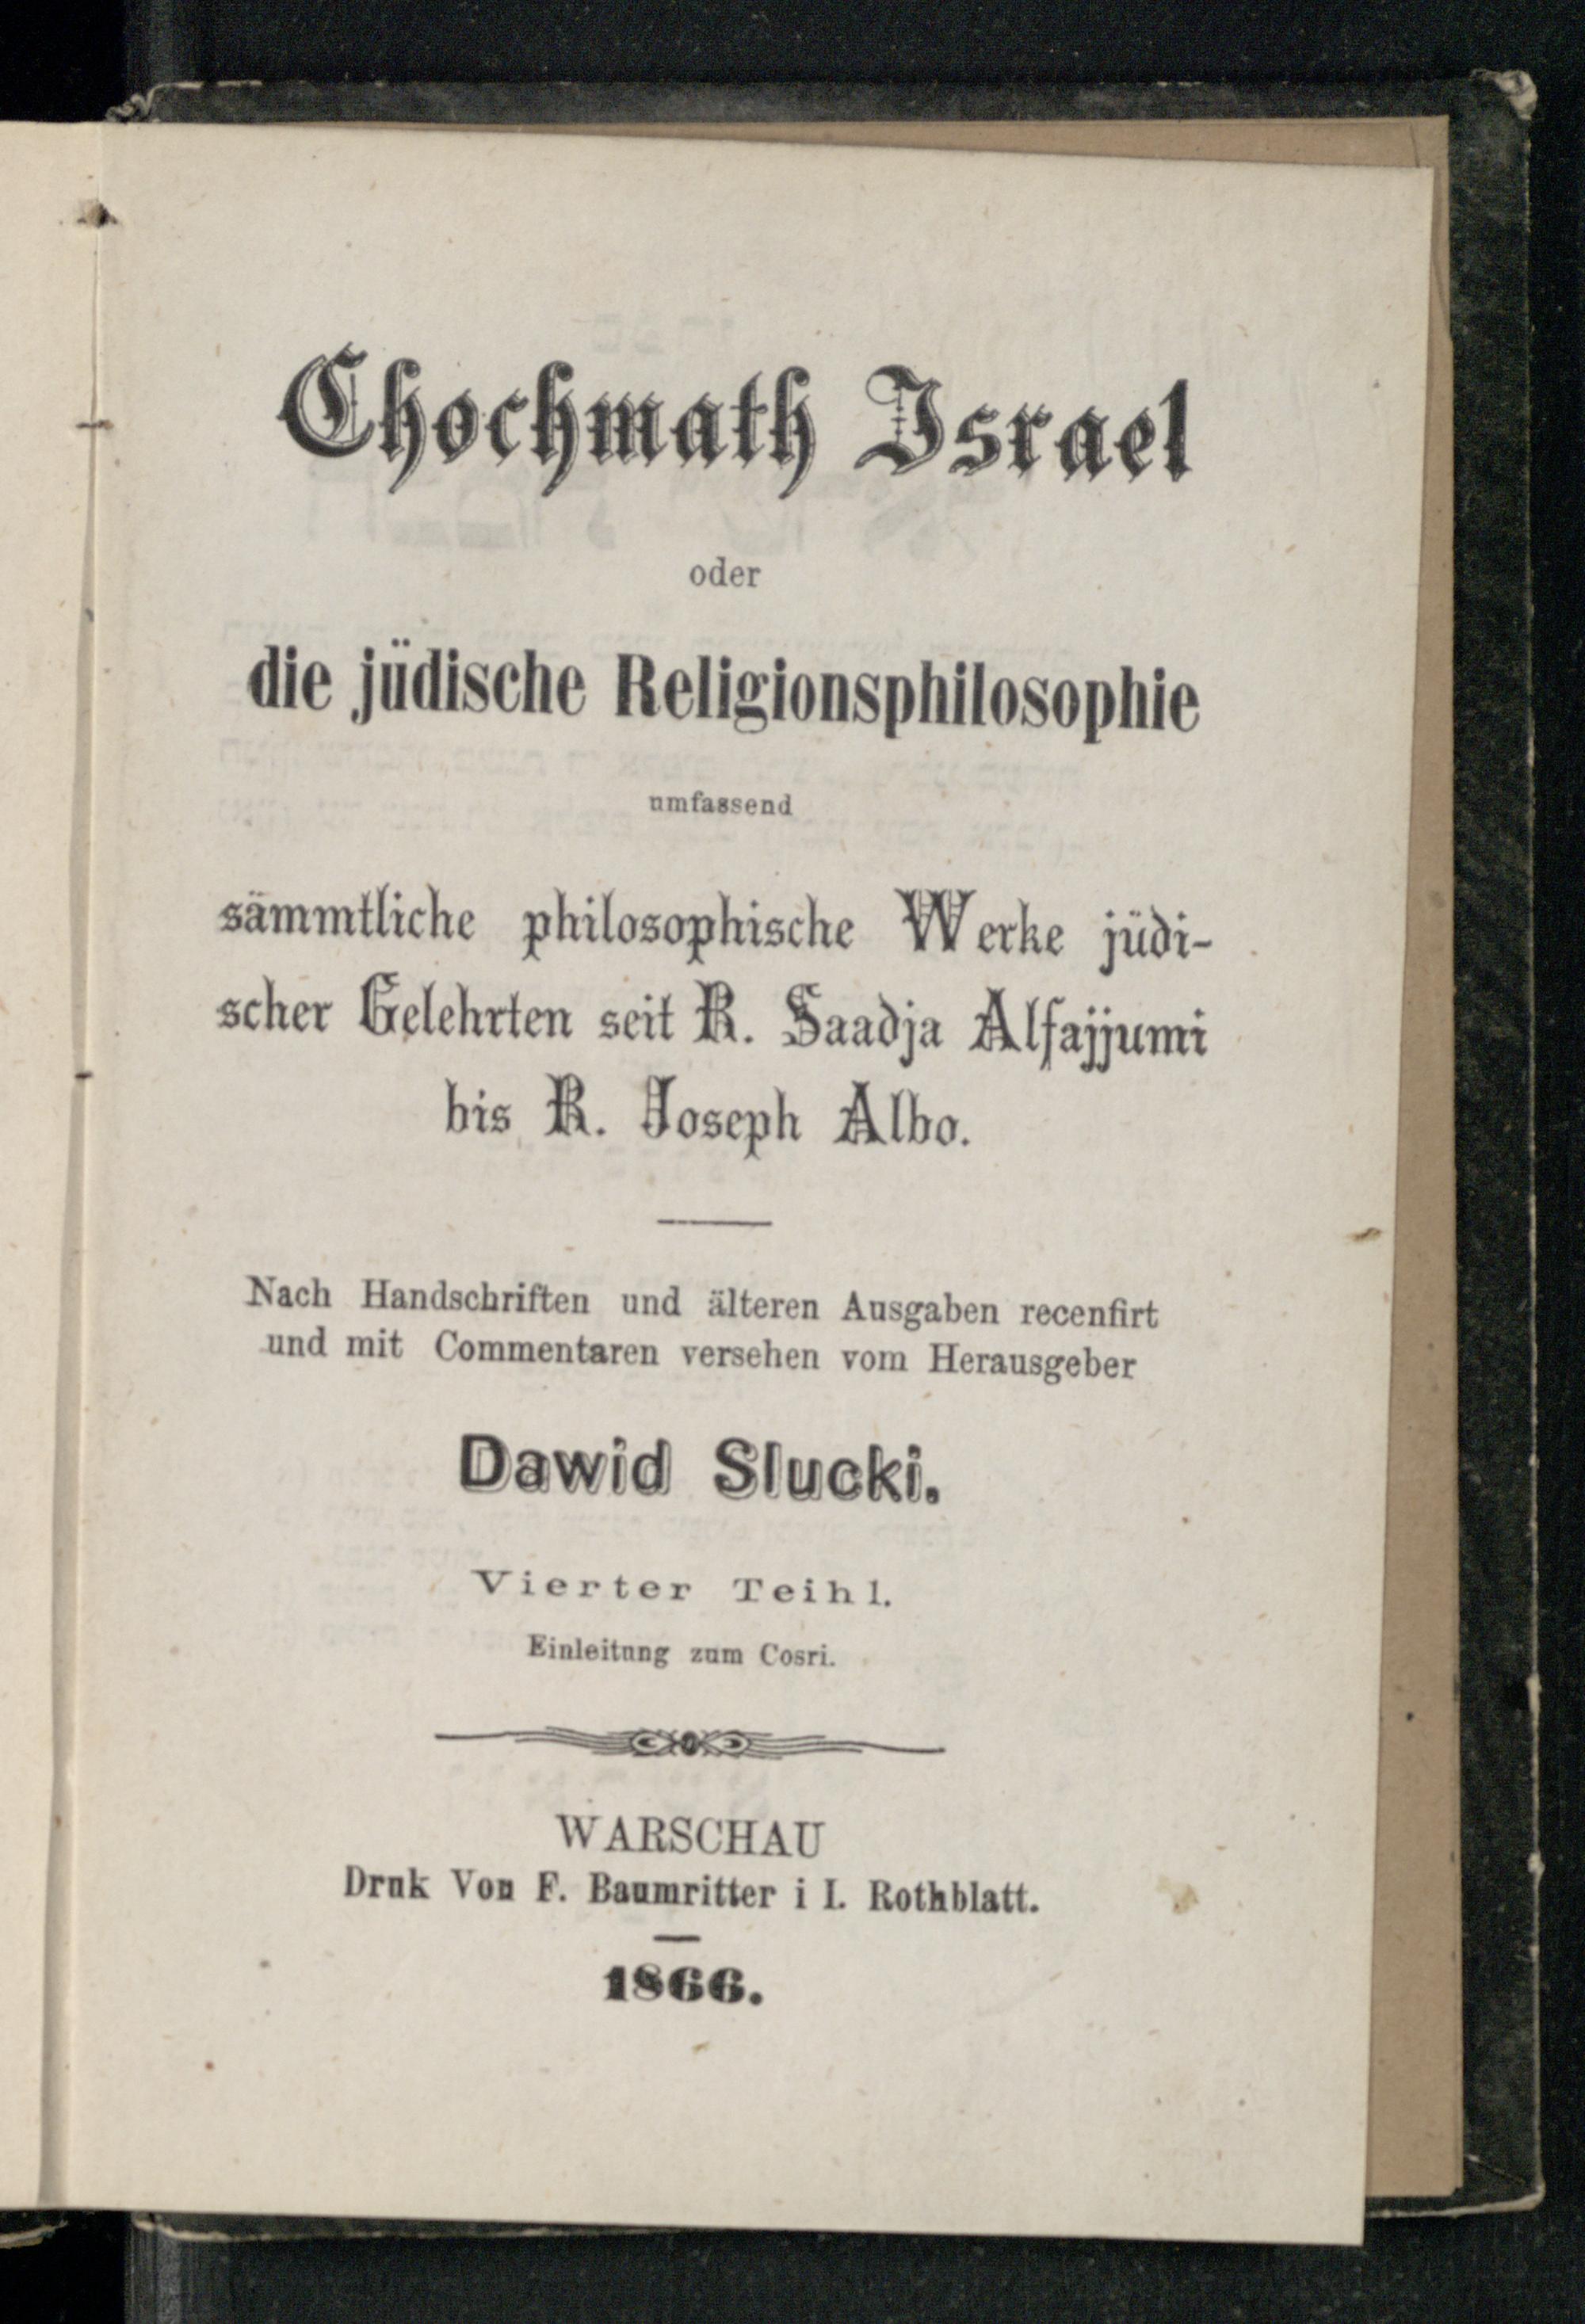 Chochmath Israel
oder
die jüdische Religionsphilosophie
umfassend
sämmtliche philosophische Werke jüdi-
scher Gelehrten seit R. Saadja Alfajjumi
bis R. Joseph Albo.
Nach Handschriften und älteren Ausgaben recenfirt
und mit Commentaren versehen vom Herausgeber
Dawid Slucki.
Vierter Teihl.
Einleitung zum Cosri.
WARSCHAU
Druk Von F. Baumritter i I. Rothblatt.
1866.